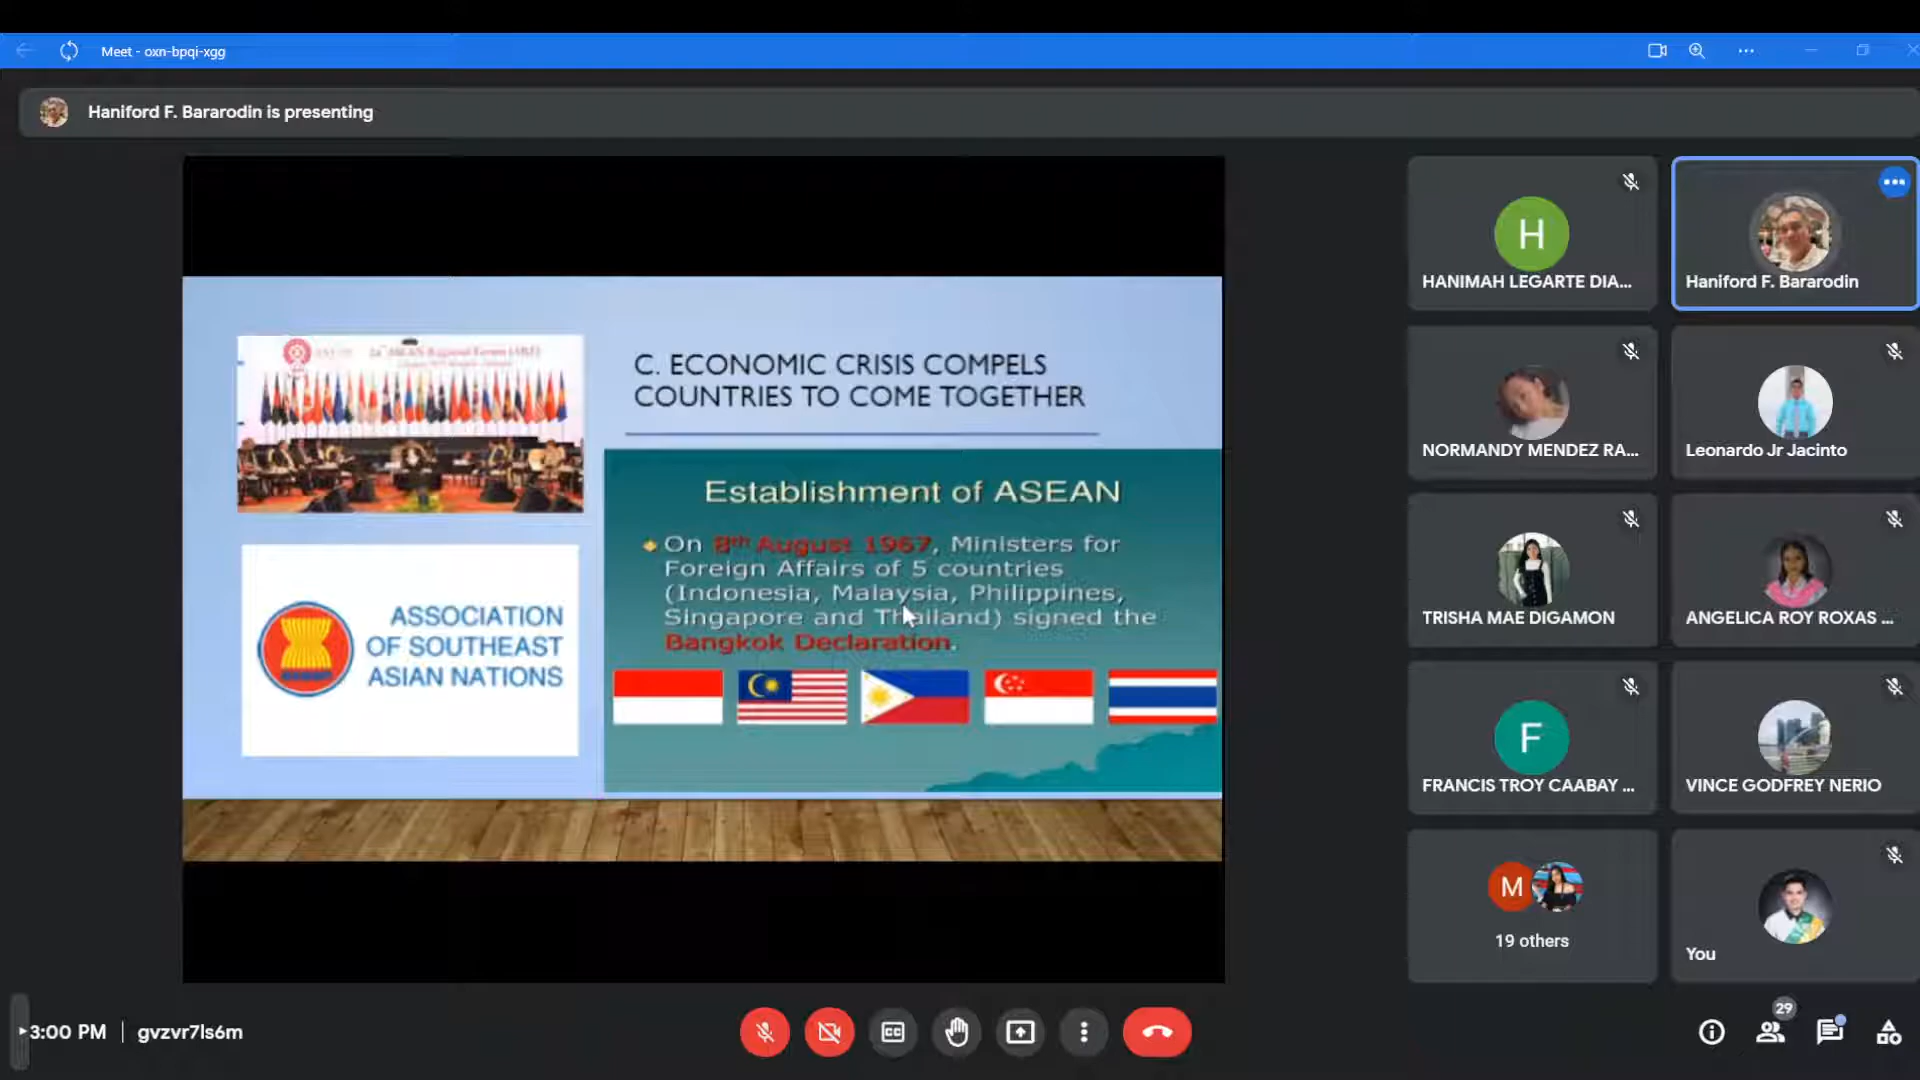 Meet - oxn-bpqi-xgg
Haniford F. Bararodin is presenting
C. ECONOMIC CRISIS COMPELS
COUNTRIES TO COME TOGETHER
Establishment of ASEAN
On 8th August 1967, Ministers for
Foreign Affairs of 5 countries
(Indonesia, Malaysia, Philippines,
Singapore and Thailand) signed the
Bangkok Declaration.
ASSOCIATION
OF SOUTHEAST
ASIAN NATIONS
H
HANIMAH LEGARTE DIA...
Haniford F. Bararodin
NORMANDY MENDEZ RA...
Leonardo Jr Jacinto
TRISHA MAE DIGAMON
ANGELICA ROY ROXAS ...
F
FRANCIS TROY CAABAY ...
VINCE GODFREY NERIO
M
19 others
You
3:00 PM | gvzvr7ls6m
CC
29